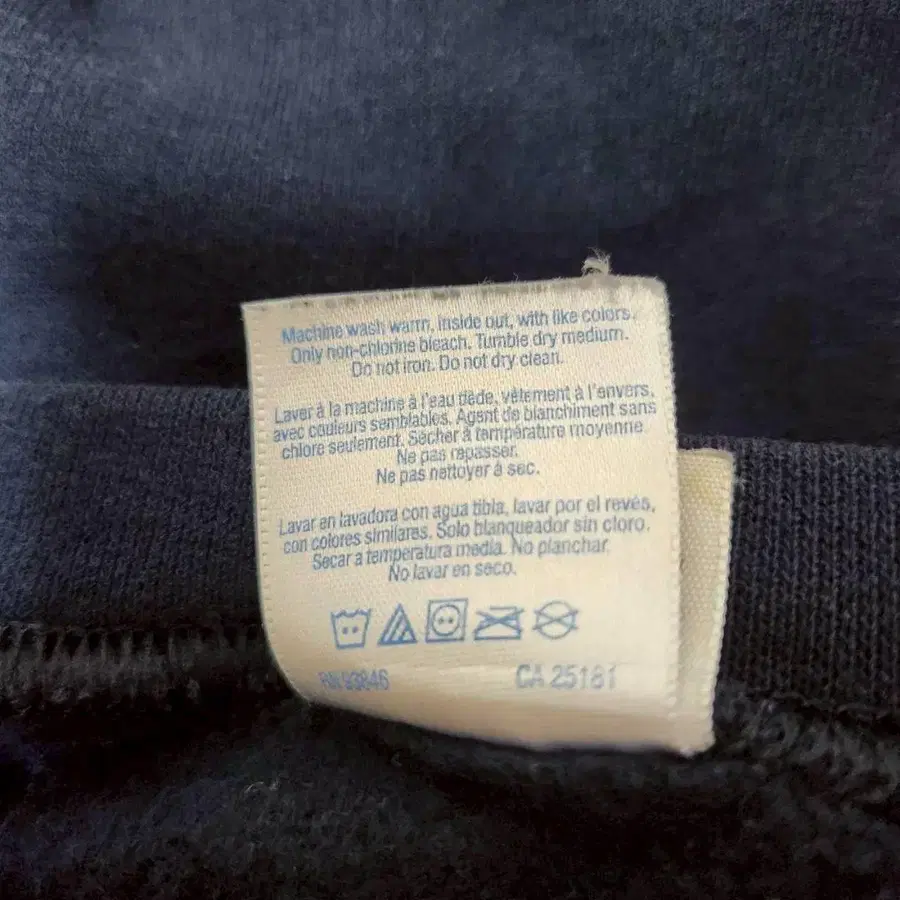 Machine wash warm, inside out, with like colors.
Only non-chlorine bleach. Tumble dry medium.
Do not iron. Do not dry clean.
Laver à la machine à l'eau tiède, vêtement à l'envers,
avec couleurs semblables. Agent de blanchiment sans
chlore seulement. Sécher à température moyenne.
Ne pas repasser.
Ne pas nettoyer à sec.
Lavar en lavadora con agua tibia, lavar por el revés,
con colores similares. Solo blanqueador sin cloro.
Secar a temperatura media. No planchar.
No lavar en seco.
RN 93846 CA 25181